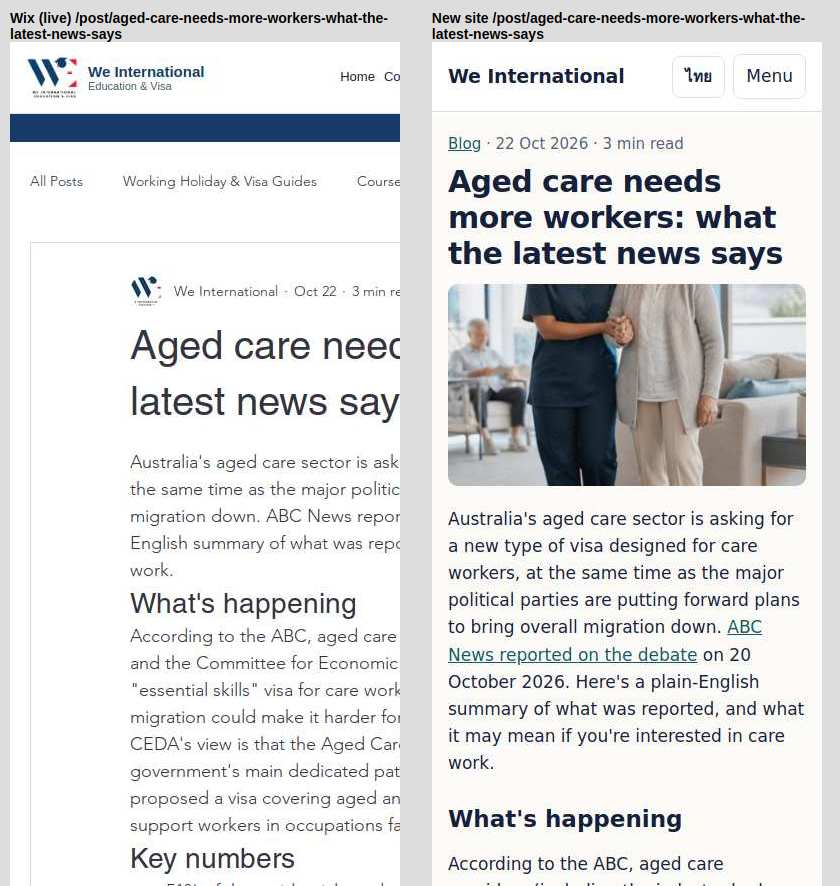 Wix (live) /post/aged-care-needs-more-workers-what-the-
latest-news-says
We International
Education & Visa
Home Co
All Posts Working Holiday & Visa Guides Course
We International · Oct 22 · 3 min re
Aged care need
latest news say
Australia's aged care sector is ask
the same time as the major politic
migration down. ABC News repor
English summary of what was repo
work.
What's happening
According to the ABC, aged care
and the Committee for Economic
"essential skills" visa for care work
migration could make it harder for
CEDA's view is that the Aged Care
government's main dedicated pat
proposed a visa covering aged an
support workers in occupations fa
Key numbers
New site /post/aged-care-needs-more-workers-what-the-
latest-news-says
We International
ไทย
Menu
Blog · 22 Oct 2026 · 3 min read
Aged care needs
more workers: what
the latest news says
Australia's aged care sector is asking for
a new type of visa designed for care
workers, at the same time as the major
political parties are putting forward plans
to bring overall migration down. ABC
News reported on the debate on 20
October 2026. Here's a plain-English
summary of what was reported, and what
it may mean if you're interested in care
work.
What's happening
According to the ABC, aged care